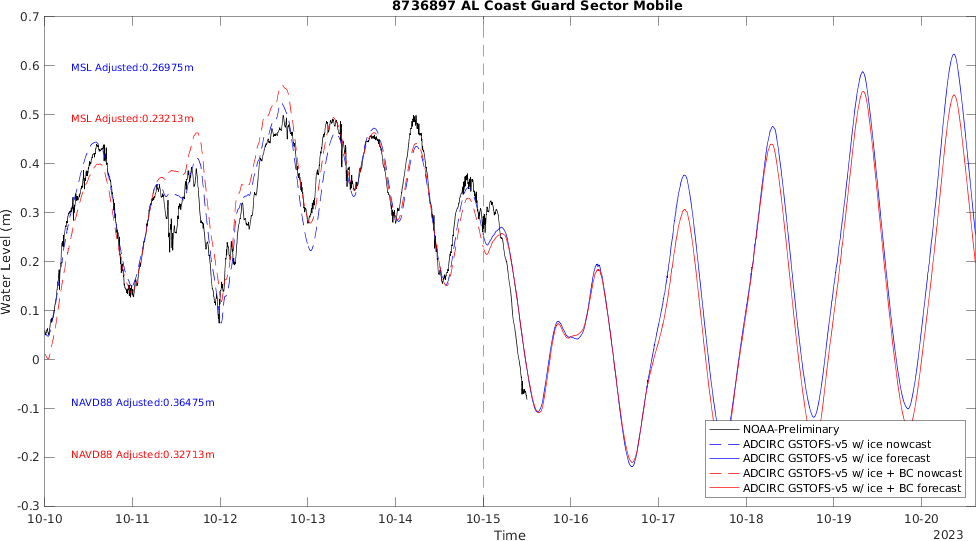 8736897 AL Coast Guard Sector Mobile
0.7
0.6
0.5
0.4
0.3
0.2
0.1
0
-0.1
-0.2
-0.3
Water Level (m)
MSL Adjusted:0.26975m
MSL Adjusted:0.23213m
NAVD88 Adjusted:0.36475m
NAVD88 Adjusted:0.32713m
NOAA-Preliminary
ADCIRC GSTOFS-v5 w/ ice nowcast
ADCIRC GSTOFS-v5 w/ ice forecast
ADCIRC GSTOFS-v5 w/ ice + BC nowcast
ADCIRC GSTOFS-v5 w/ ice + BC forecast
10-10 10-11 10-12 10-13 10-14 10-15 10-16 10-17 10-18 10-19 10-20
Time
2023